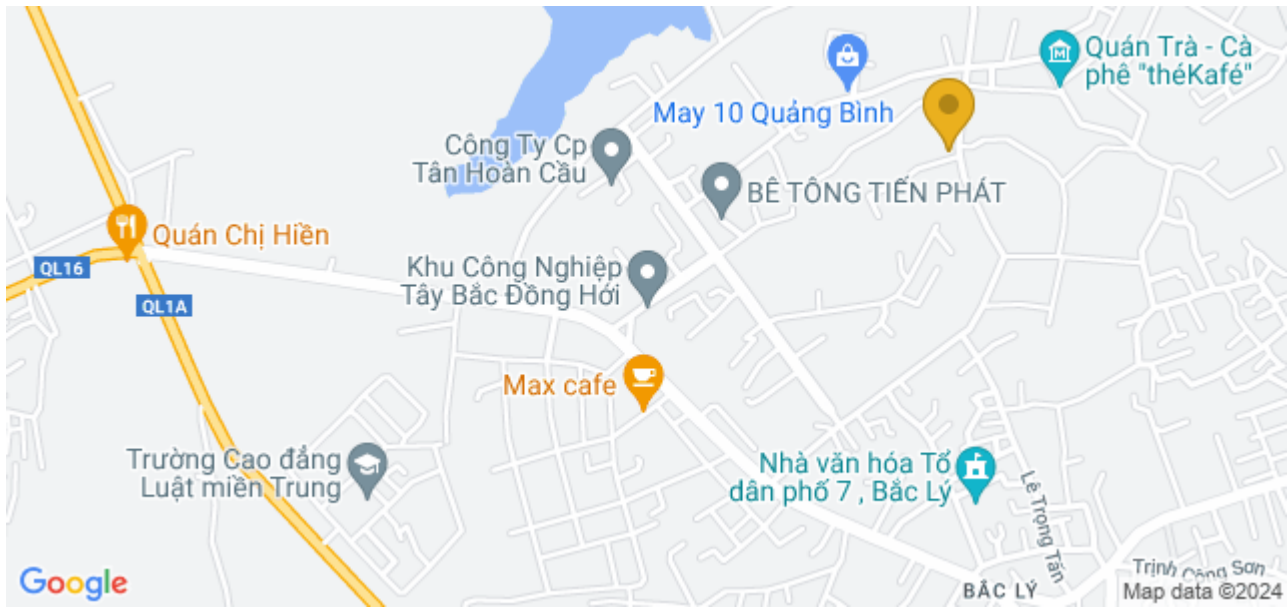 Quán Trà - Cà
phê "théKafé"
May 10 Quảng Bình
Công Ty Cp
Tân Hoàn Cầu
BÊ TÔNG TIẾN PHÁT
Quán Chị Hiền
QL16
Khu Công Nghiệp
Tây Bắc Đồng Hới
QL1A
Max cafe
Trường Cao đẳng
Luật miền Trung
Nhà văn hóa Tổ
dân phố 7 , Bắc Lý
Lê Trọng Tấn
Trịnh Công Sơn
BẮC LÝ
Google
Map data ©2024